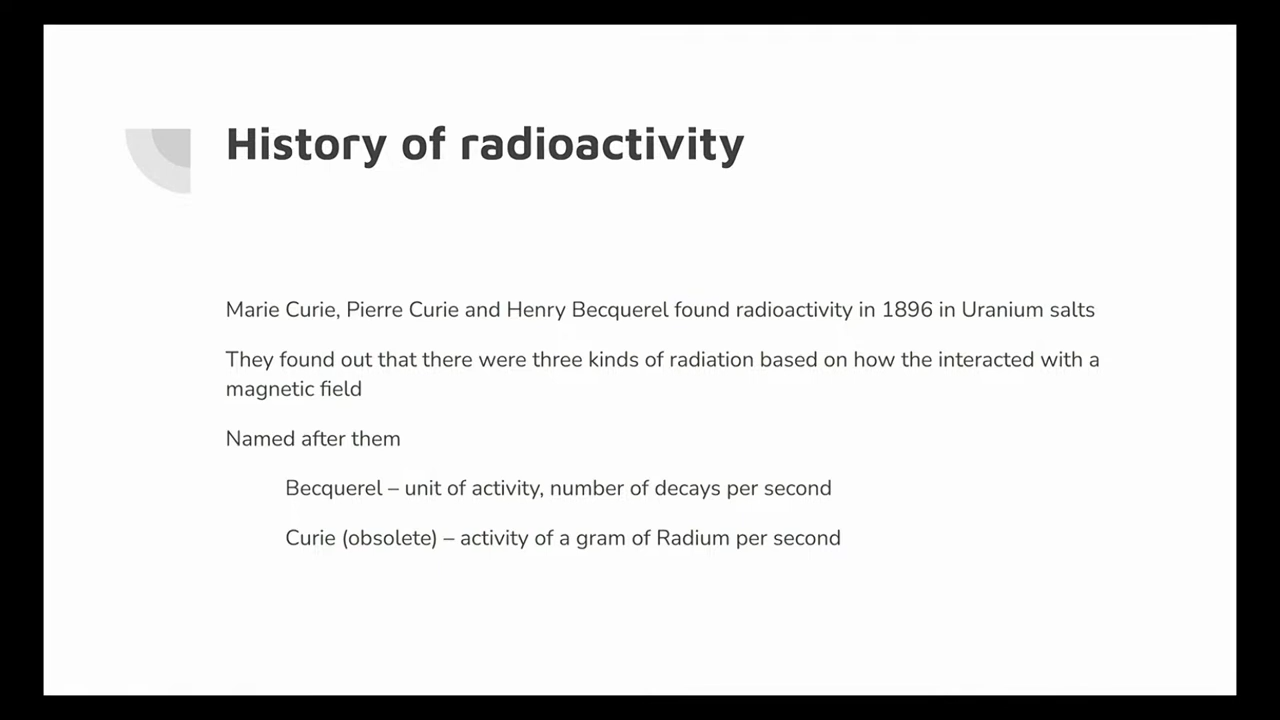 History of radioactivity
Marie Curie, Pierre Curie and Henry Becquerel found radioactivity in 1896 in Uranium salts
They found out that there were three kinds of radiation based on how the interacted with a
magnetic field
Named after them
Becquerel – unit of activity, number of decays per second
Curie (obsolete) – activity of a gram of Radium per second